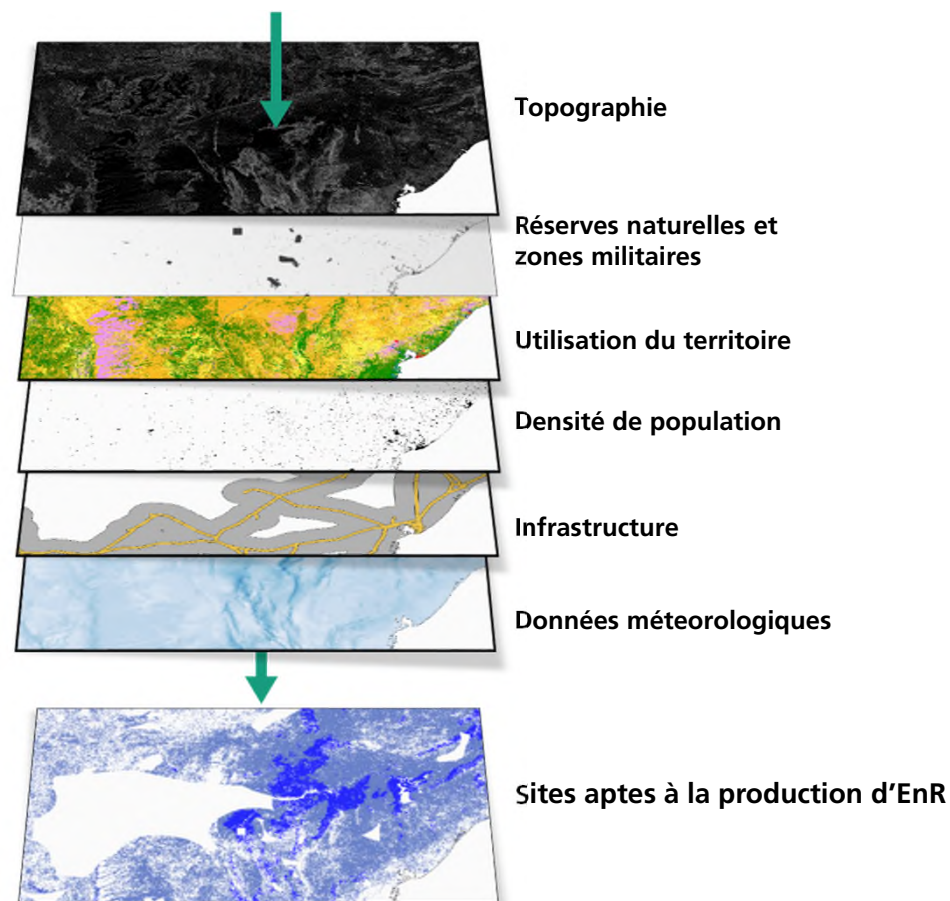 Topographie
Réserves naturelles et
zones militaires
Utilisation du territoire
Densité de population
Infrastructure
Données méteorologiques
Sites aptes à la production d’EnR